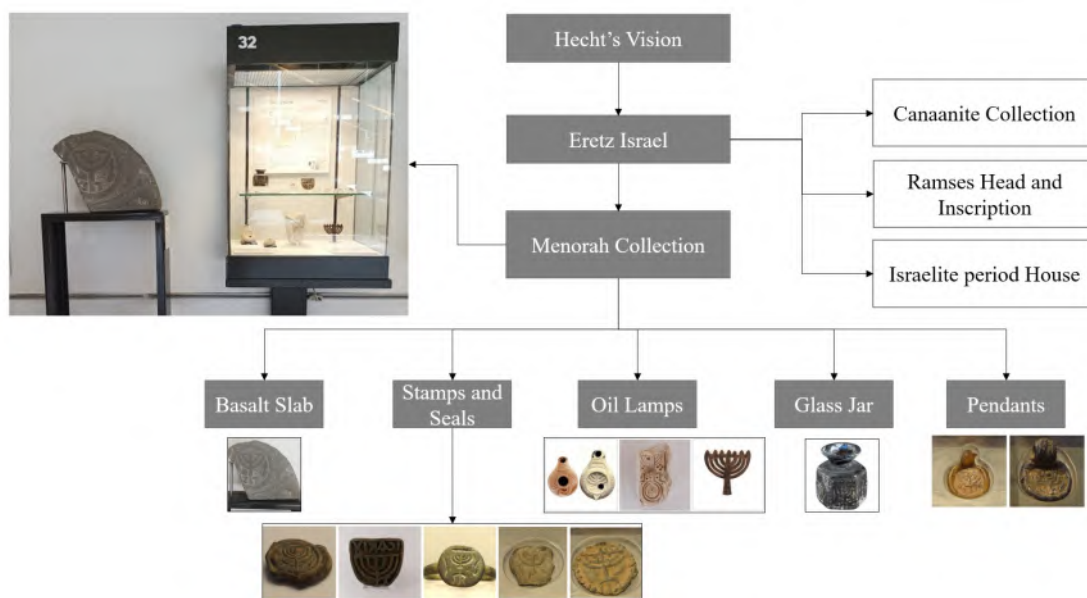 32
Hecht's Vision
Eretz Israel
Menorah Collection
Canaanite Collection
Ramses Head and
Inscription
Israelite period House
Basalt Slab
Stamps and
Seals
Oil Lamps
Glass Jar
Pendants